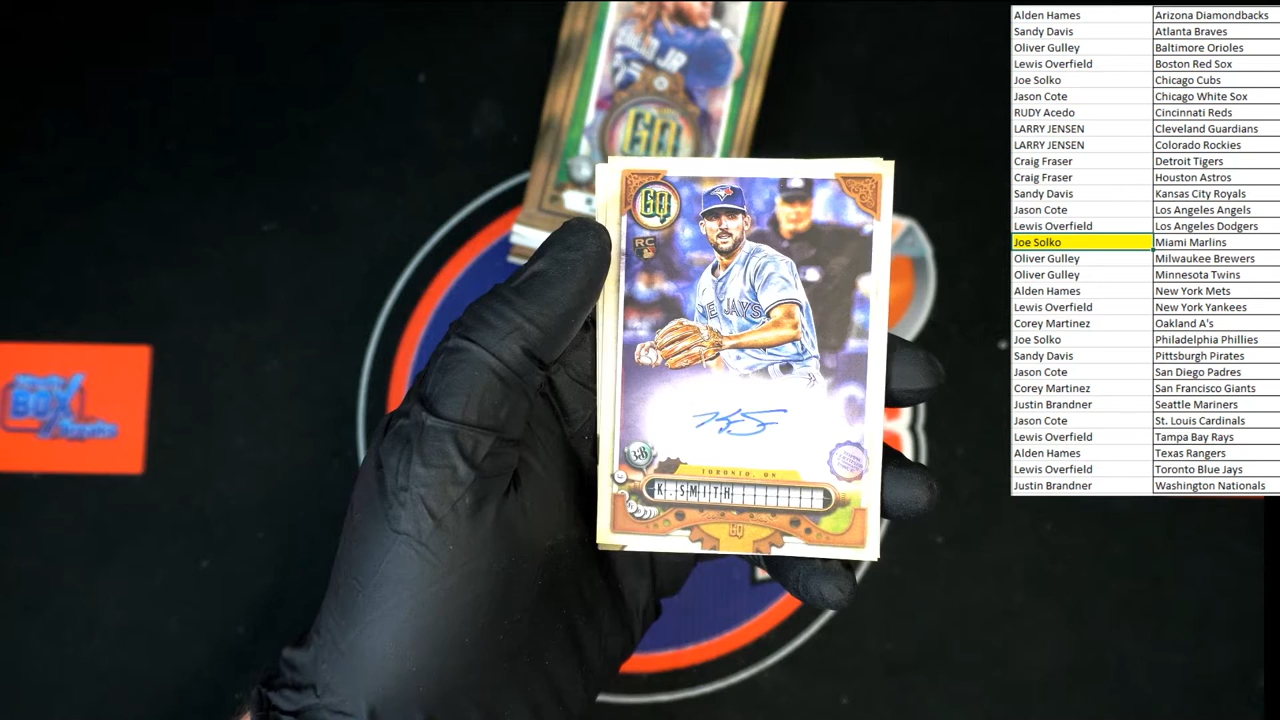 Alden Hames Arizona Diamondbacks
Sandy Davis Atlanta Braves
Oliver Gulley Baltimore Orioles
Lewis Overfield Boston Red Sox
Joe Solko Chicago Cubs
Jason Cote Chicago White Sox
RUDY Acedo Cincinnati Reds
LARRY JENSEN Cleveland Guardians
LARRY JENSEN Colorado Rockies
Craig Fraser Detroit Tigers
Craig Fraser Houston Astros
Sandy Davis Kansas City Royals
Jason Cote Los Angeles Angels
Lewis Overfield Los Angeles Dodgers
Joe Solko Miami Marlins
Oliver Gulley Milwaukee Brewers
Oliver Gulley Minnesota Twins
Alden Hames New York Mets
Lewis Overfield New York Yankees
Corey Martinez Oakland A's
Joe Solko Philadelphia Phillies
Sandy Davis Pittsburgh Pirates
Jason Cote San Diego Padres
Corey Martinez San Francisco Giants
Justin Brandner Seattle Mariners
Jason Cote St. Louis Cardinals
Lewis Overfield Tampa Bay Rays
Alden Hames Texas Rangers
Lewis Overfield Toronto Blue Jays
Justin Brandner Washington Nationals
JR
GQ
GQ
RC
E JAYS
TORONTO, ON
K. SMITH
GQ
BOX